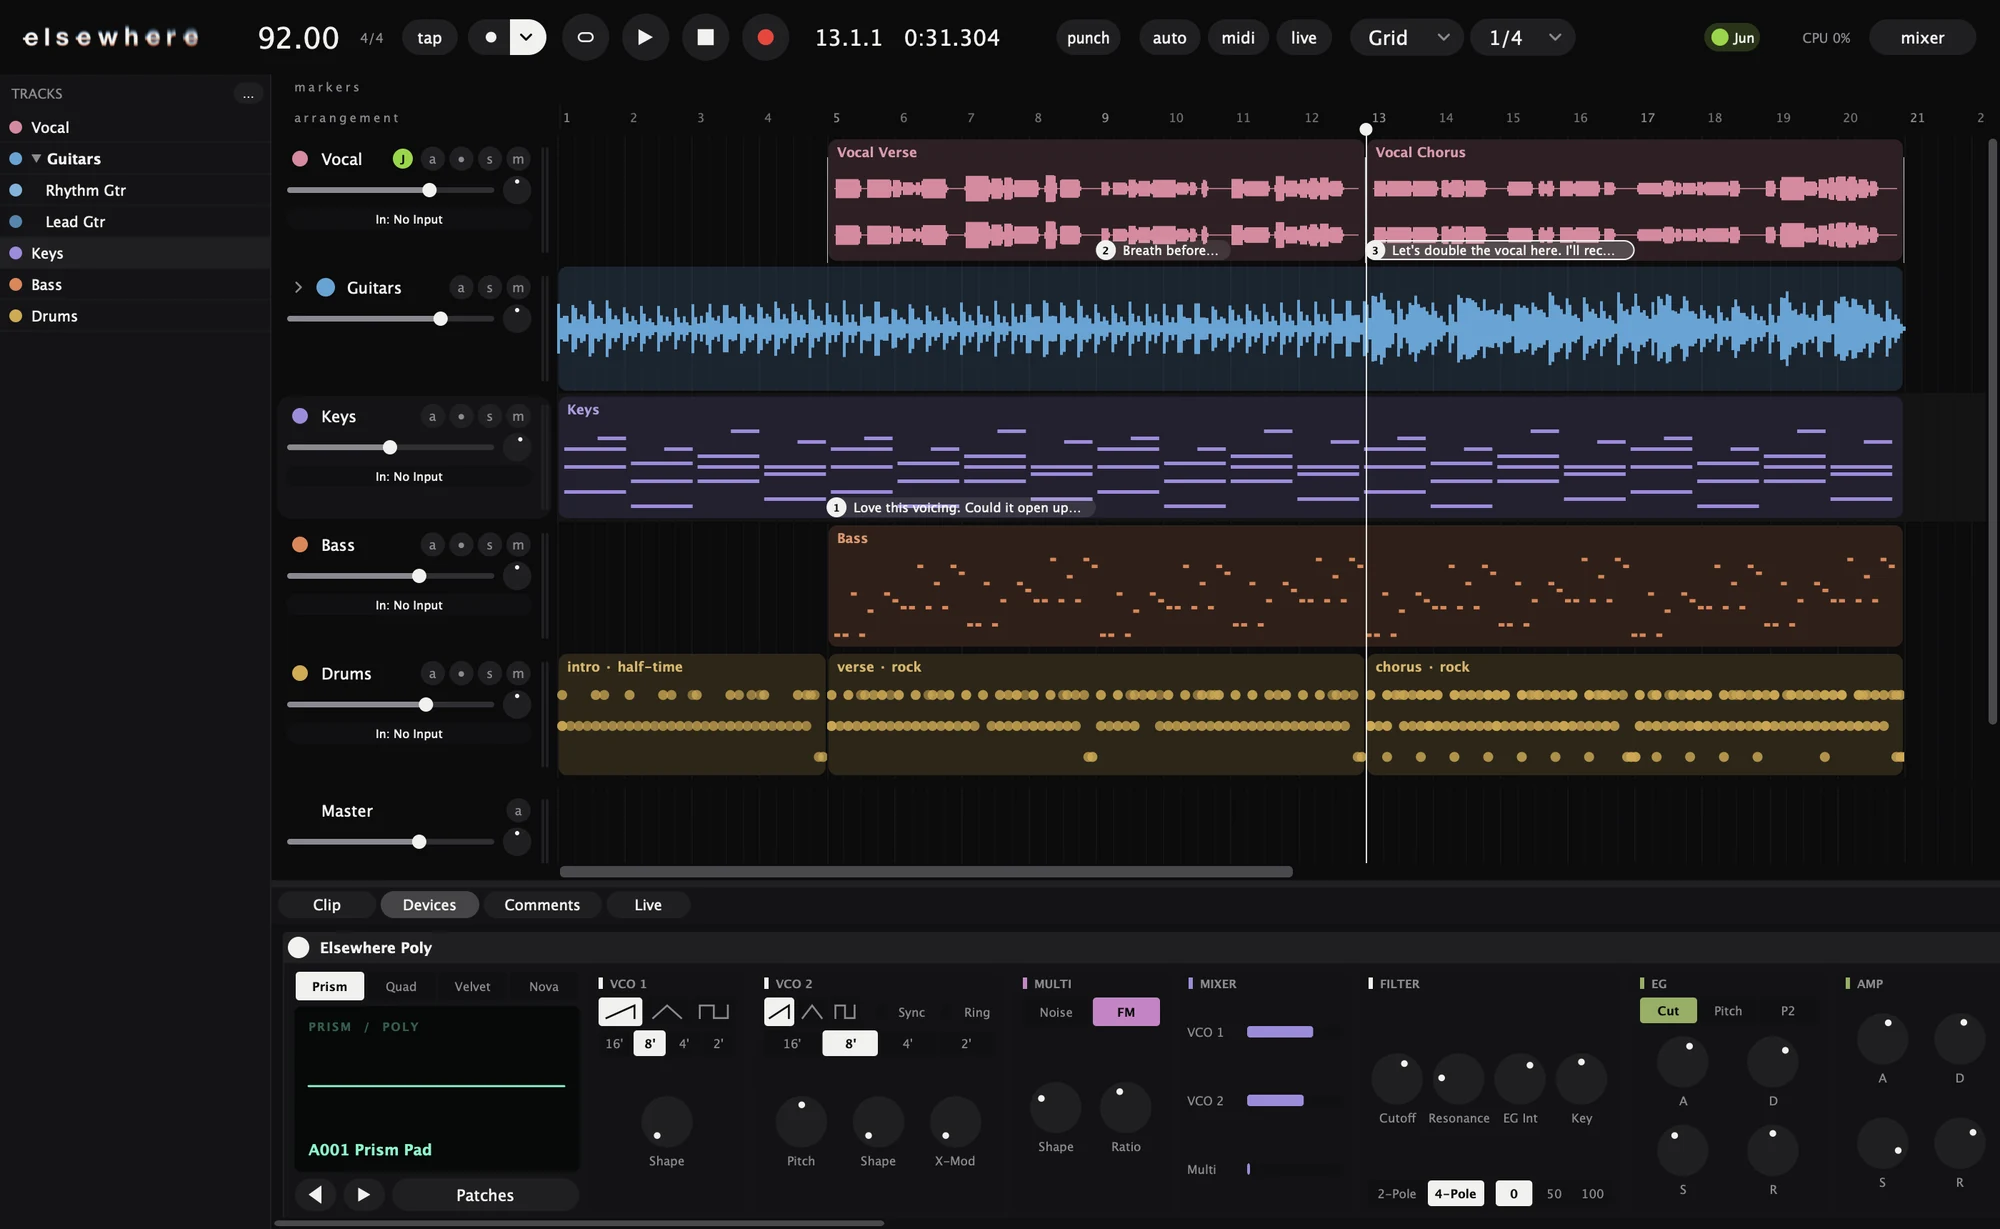 elsewhere 92.00 4/4 tap 13.1.1 0:31.304 punch auto midi live Grid 1/4 Jun CPU 0% mixer
TRACKS ...
Vocal
Guitars
Rhythm Gtr
Lead Gtr
Keys
Bass
Drums
markers
arrangement 1 2 3 4 5 6 7 8 9 10 11 12 13 14 15 16 17 18 19 20 21 2
Vocal J a s m
In: No Input
Vocal Verse
Vocal Chorus
2 Breath before...
3 Let's double the vocal here. I'll rec...
Guitars a s m
Keys a s m
In: No Input
Keys
1 Love this voicing. Could it open up...
Bass a s m
In: No Input
Bass
Drums a s m
In: No Input
intro · half-time
verse · rock
chorus · rock
Master a
Clip Devices Comments Live
Elsewhere Poly
Prism Quad Velvet Nova
PRISM / POLY
A001 Prism Pad
Patches
VCO 1
16' 8' 4' 2'
Shape
VCO 2
Sync Ring
16' 8' 4' 2'
Pitch Shape X-Mod
MULTI
Noise FM
Shape Ratio
MIXER
VCO 1
VCO 2
Multi
FILTER
Cutoff Resonance EG Int Key
2-Pole 4-Pole 0 50 100
EG
Cut Pitch P2
A D
S R
AMP
A D
S R